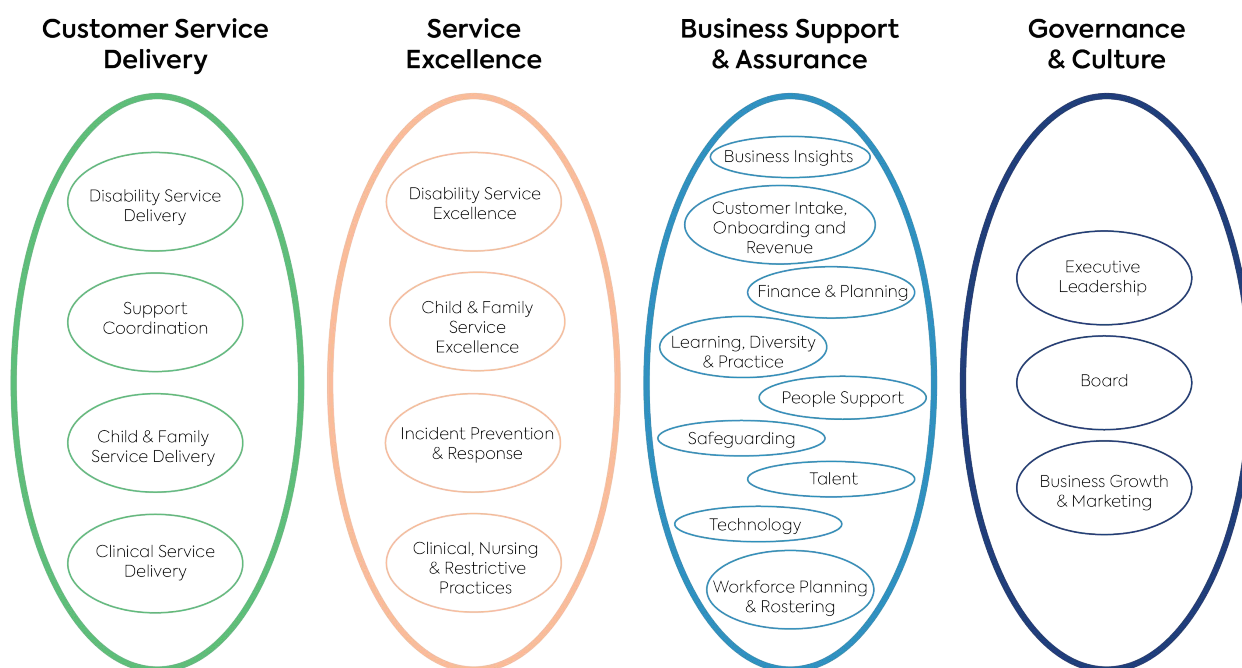 Customer Service
Delivery
Disability Service
Delivery
Support
Coordination
Child & Family
Service Delivery
Clinical Service
Delivery
Service
Excellence
Disability Service
Excellence
Child & Family
Service
Excellence
Incident Prevention
& Response
Clinical, Nursing
& Restrictive
Practices
Business Support
& Assurance
Business Insights
Customer Intake,
Onboarding and
Revenue
Finance & Planning
Learning, Diversity
& Practice
People Support
Safeguarding
Talent
Technology
Workforce Planning
& Rostering
Governance
& Culture
Executive
Leadership
Board
Business Growth
& Marketing